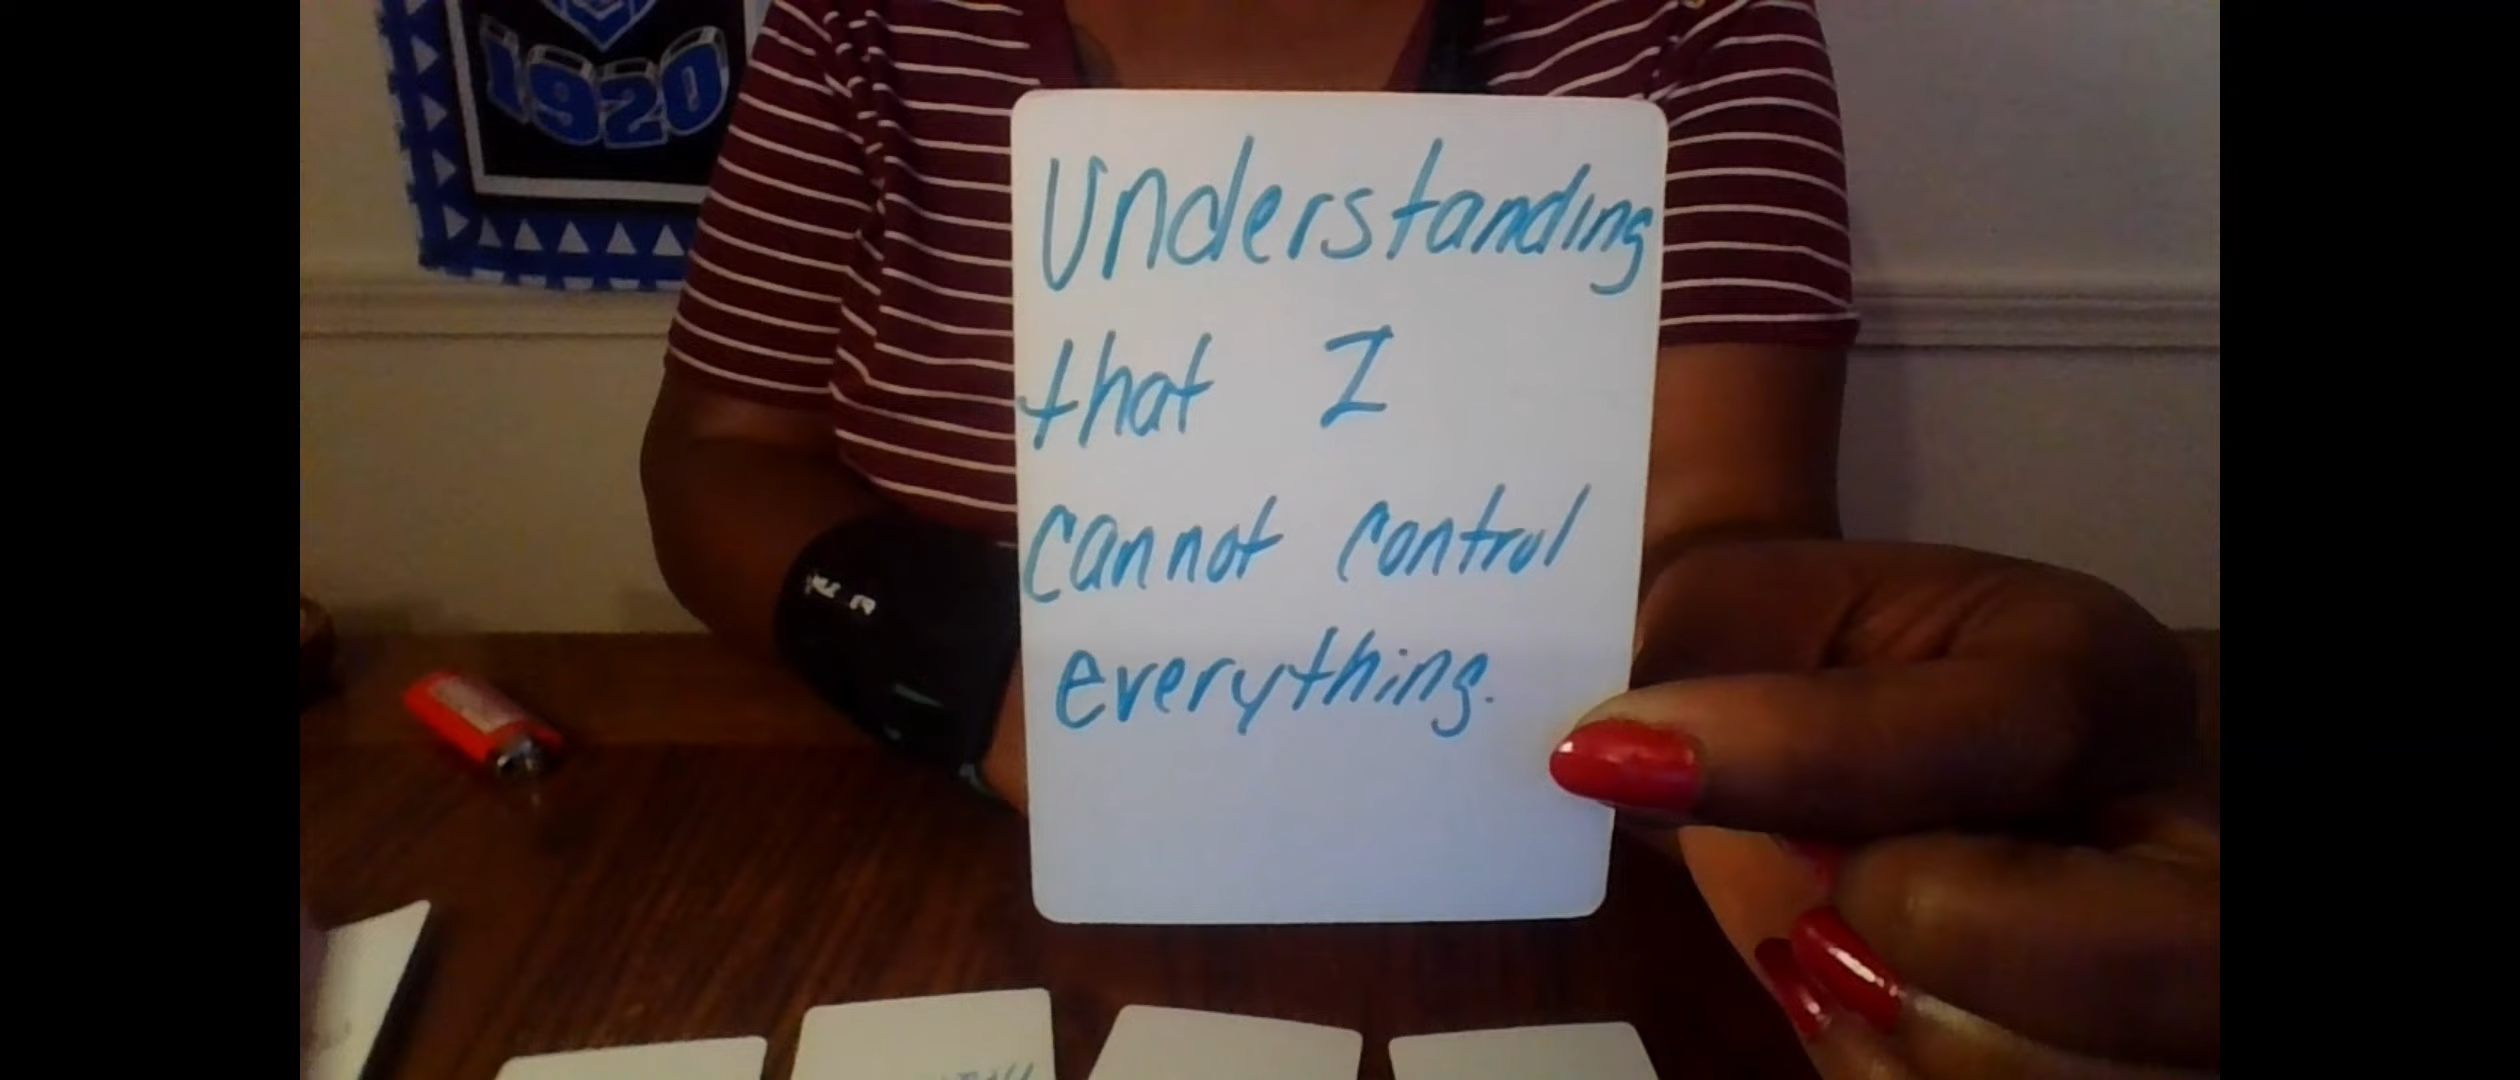 1920
Understanding
that I
cannot control
everything.